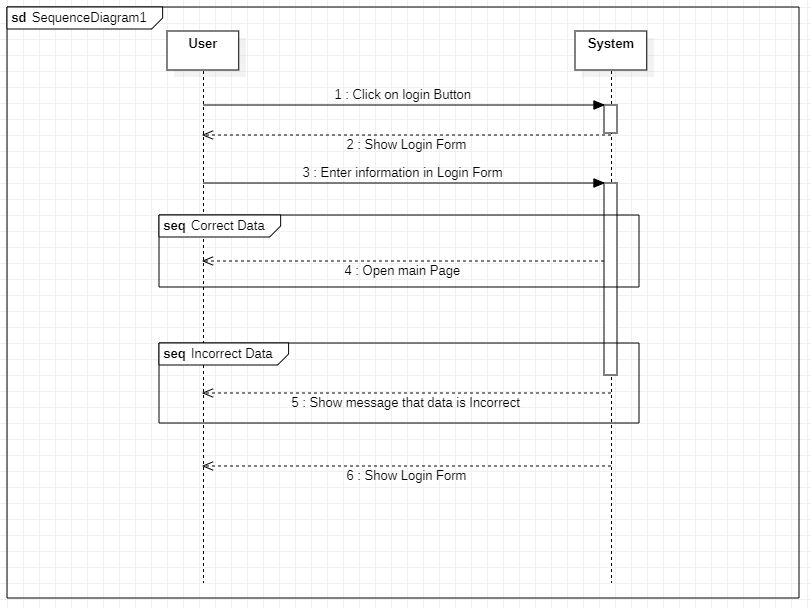 sd SequenceDiagram1
User
System
1 : Click on login Button
2 : Show Login Form
3 : Enter information in Login Form
seq Correct Data
4 : Open main Page
seq Incorrect Data
5 : Show message that data is Incorrect
6 : Show Login Form